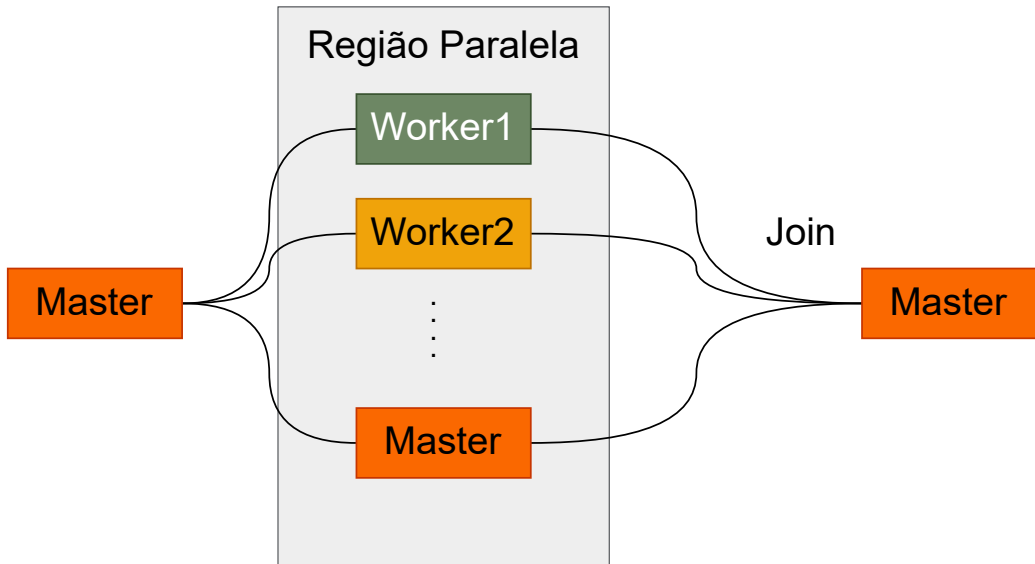 Região Paralela
Worker1
Worker2
Join
Master
Master
Master